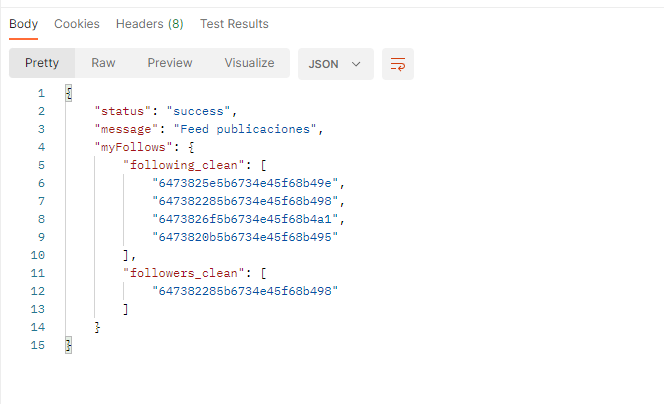 Body Cookies Headers (8) Test Results
Pretty Raw Preview Visualize JSON
1 {
2 "status": "success",
3 "message": "Feed publicaciones",
4 "myFollows": {
5 "following_clean": [
6 "6473825e5b6734e45f68b49e",
7 "647382285b6734e45f68b498",
8 "6473826f5b6734e45f68b4a1",
9 "6473820b5b6734e45f68b495"
10 ],
11 "followers_clean": [
12 "647382285b6734e45f68b498"
13 ]
14 }
15 }